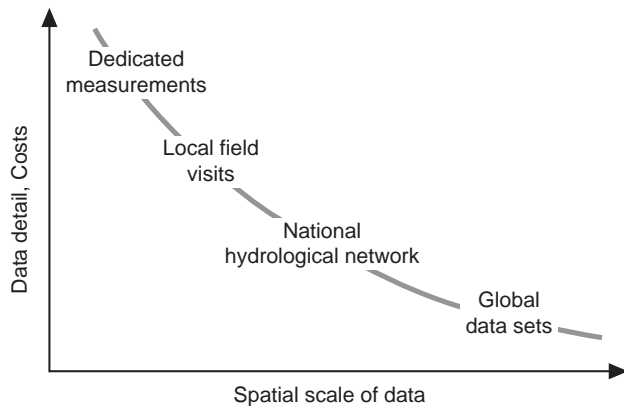 Dedicated
measurements
Local field
visits
National
hydrological network
Global
data sets
Data detail, Costs
Spatial scale of data